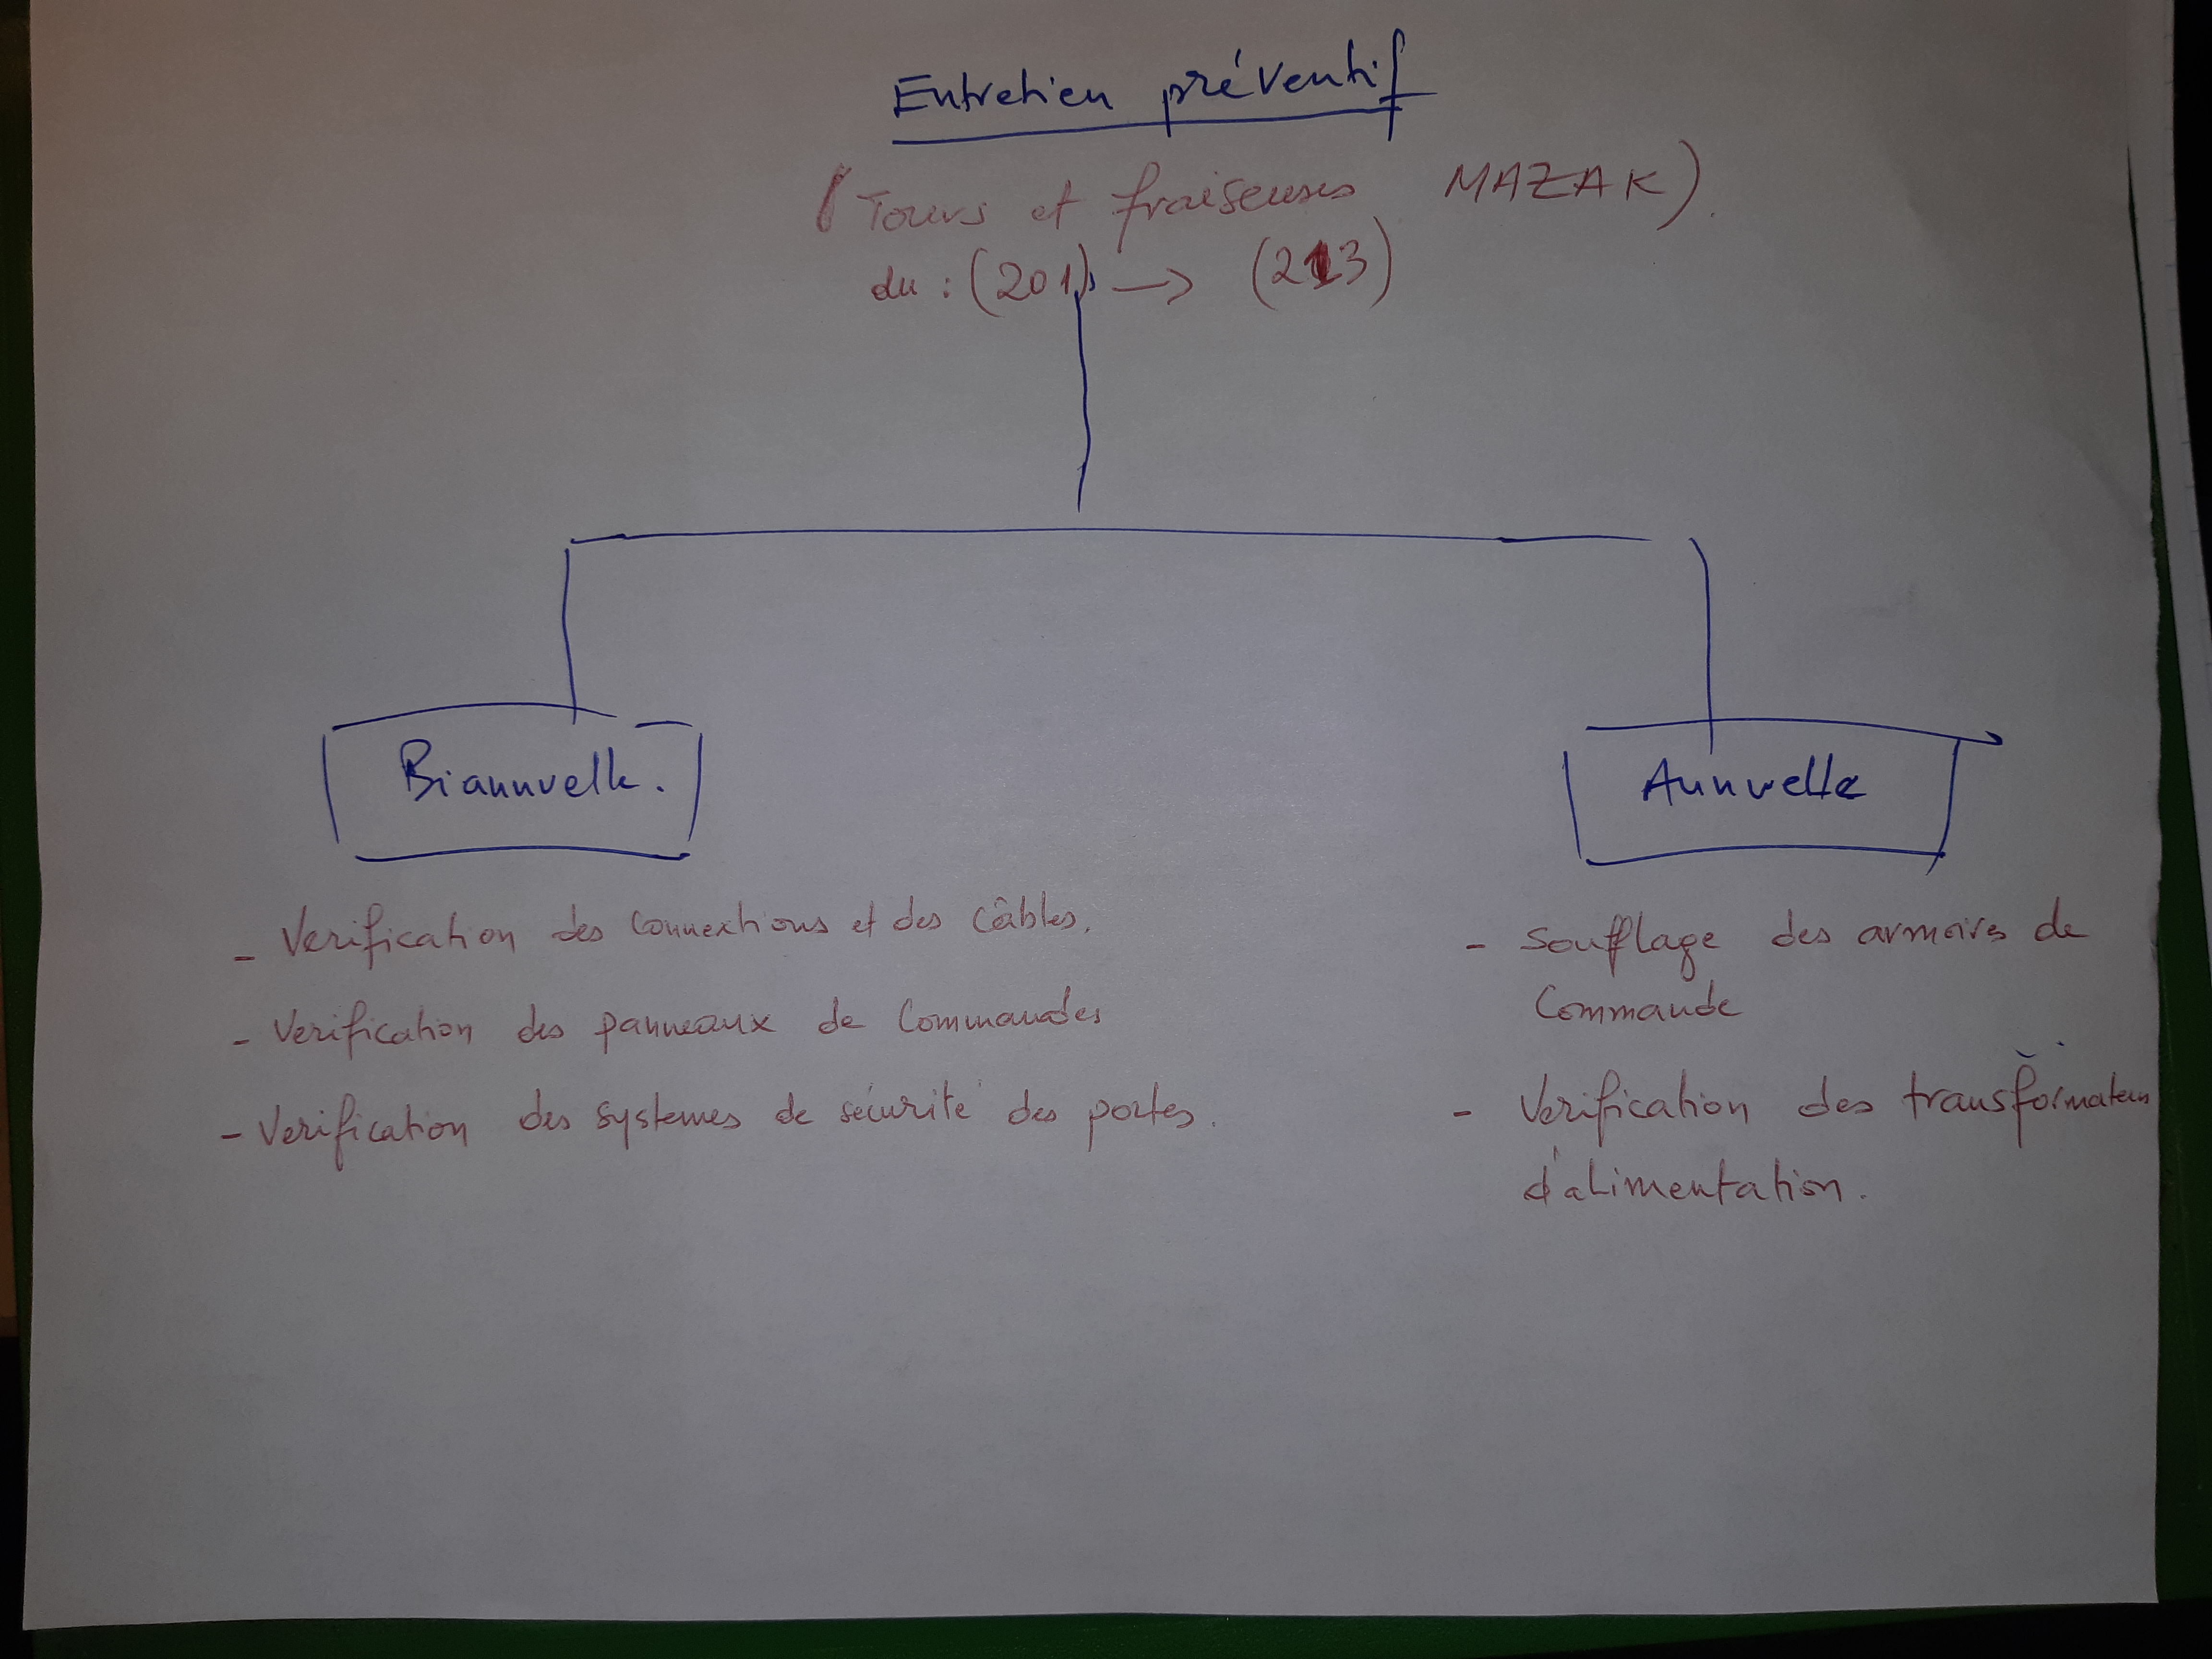 Entretien préventif
(Tours et fraiseuses MAZAK).
du : (201) → (213)
Biannuelle.
Annuelle
- Verification des connextions et des câbles.
- Verification des panneaux de Commandes
- Verification des systemes de sécurité des portes.
- Soufflage des armoires de
Commande
- Verification des transformateurs
d'alimentation.